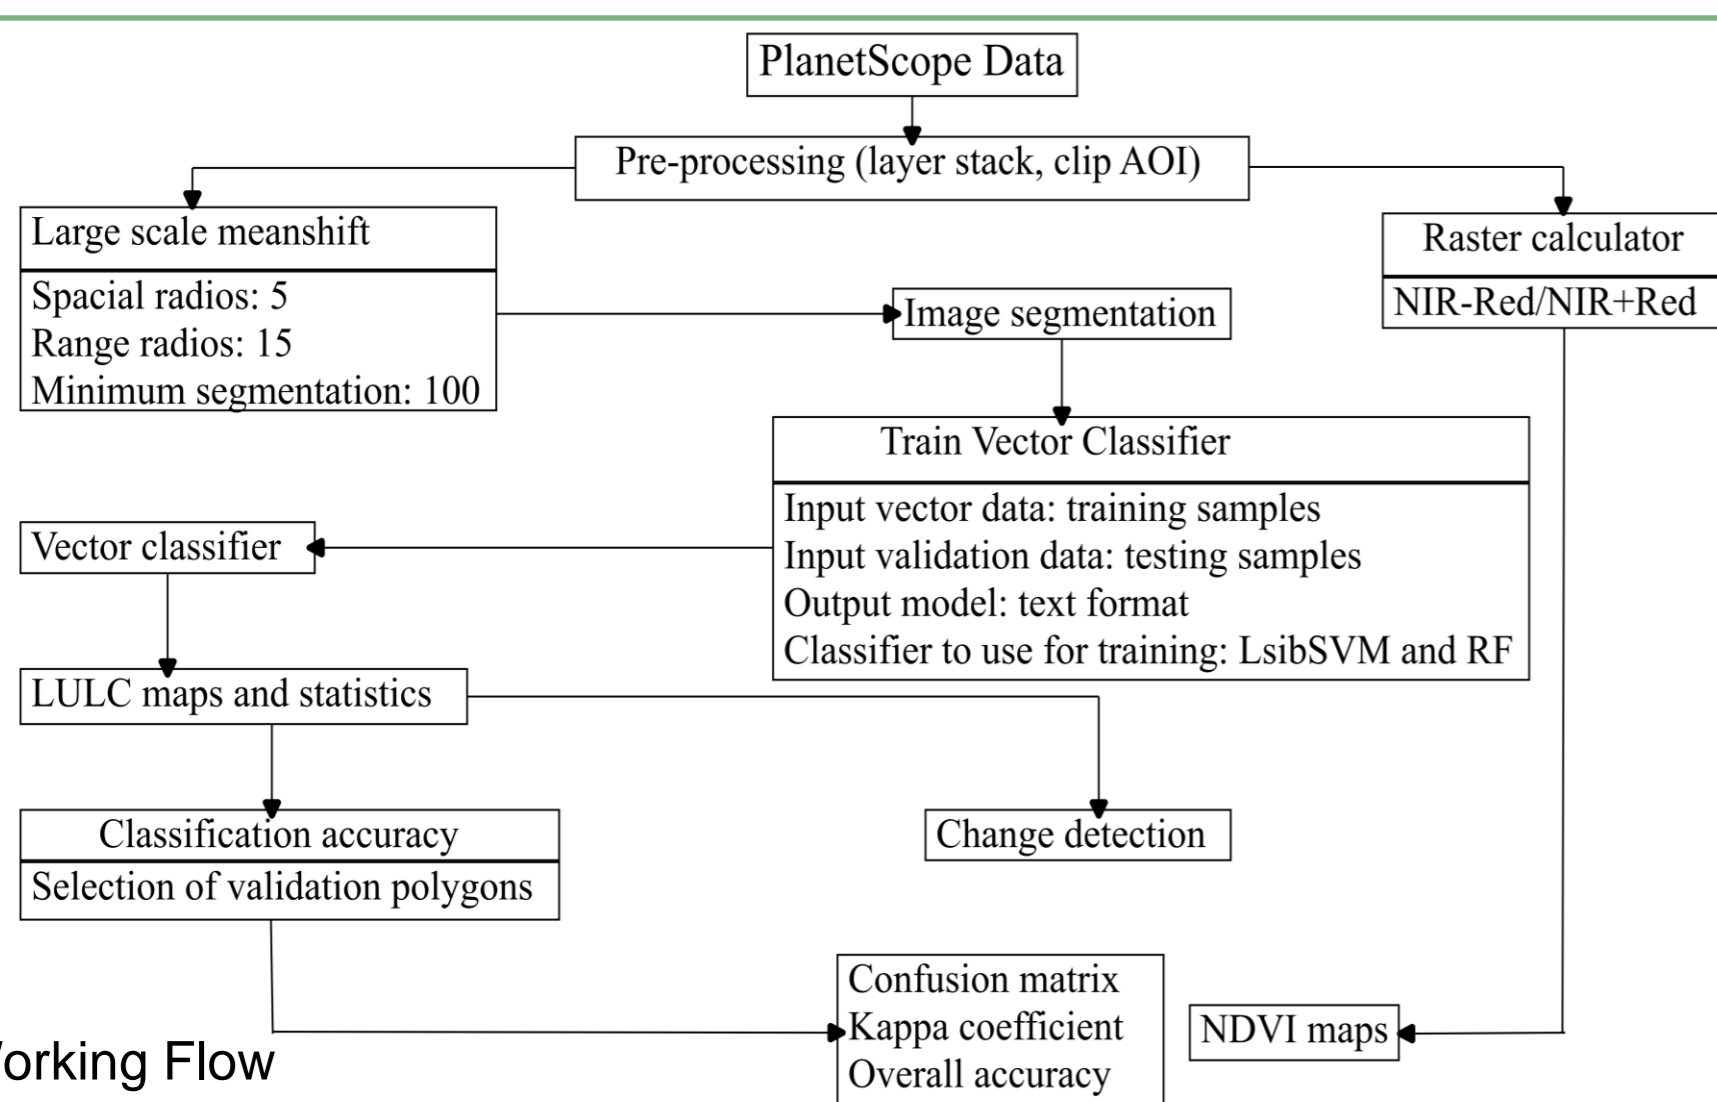 PlanetScope Data
Pre-processing (layer stack, clip AOI)
Large scale meanshift
Spacial radios: 5
Range radios: 15
Minimum segmentation: 100
Raster calculator
NIR-Red/NIR+Red
Image segmentation
Train Vector Classifier
Input vector data: training samples
Input validation data: testing samples
Output model: text format
Classifier to use for training: LsibSVM and RF
Vector classifier
LULC maps and statistics
Classification accuracy
Selection of validation polygons
Change detection
Confusion matrix
Kappa coefficient
Overall accuracy
NDVI maps
orking Flow